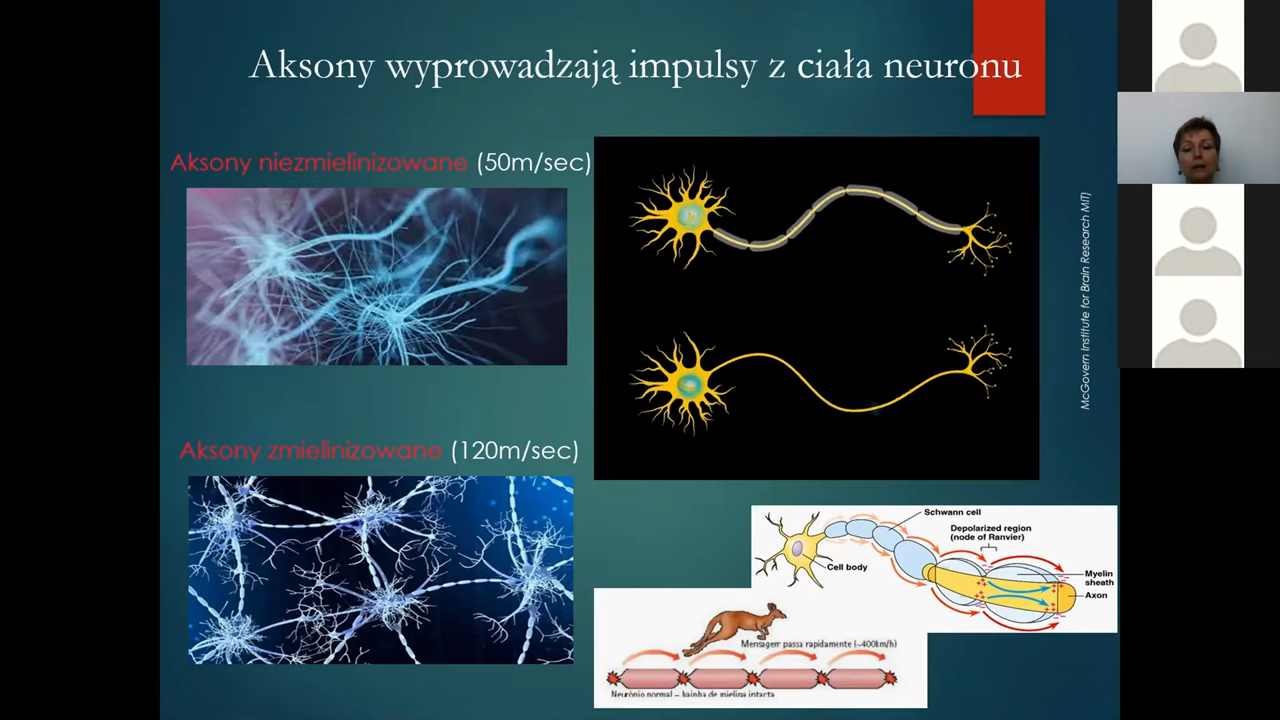 Aksony wyprowadzają impulsy z ciała neuronu
Aksony niezmielinizowane (50m/sec)
McGovern Institute for Brain Research MIT)
Aksony zmielinizowane (120m/sec)
Schwann cell
Depolarized region
(node of Ranvier)
Cell body
Myelin
sheath
Axon
Mensagem passa rapidamente (~400km/h)
Neurônio normal – bainha de mielina intacta